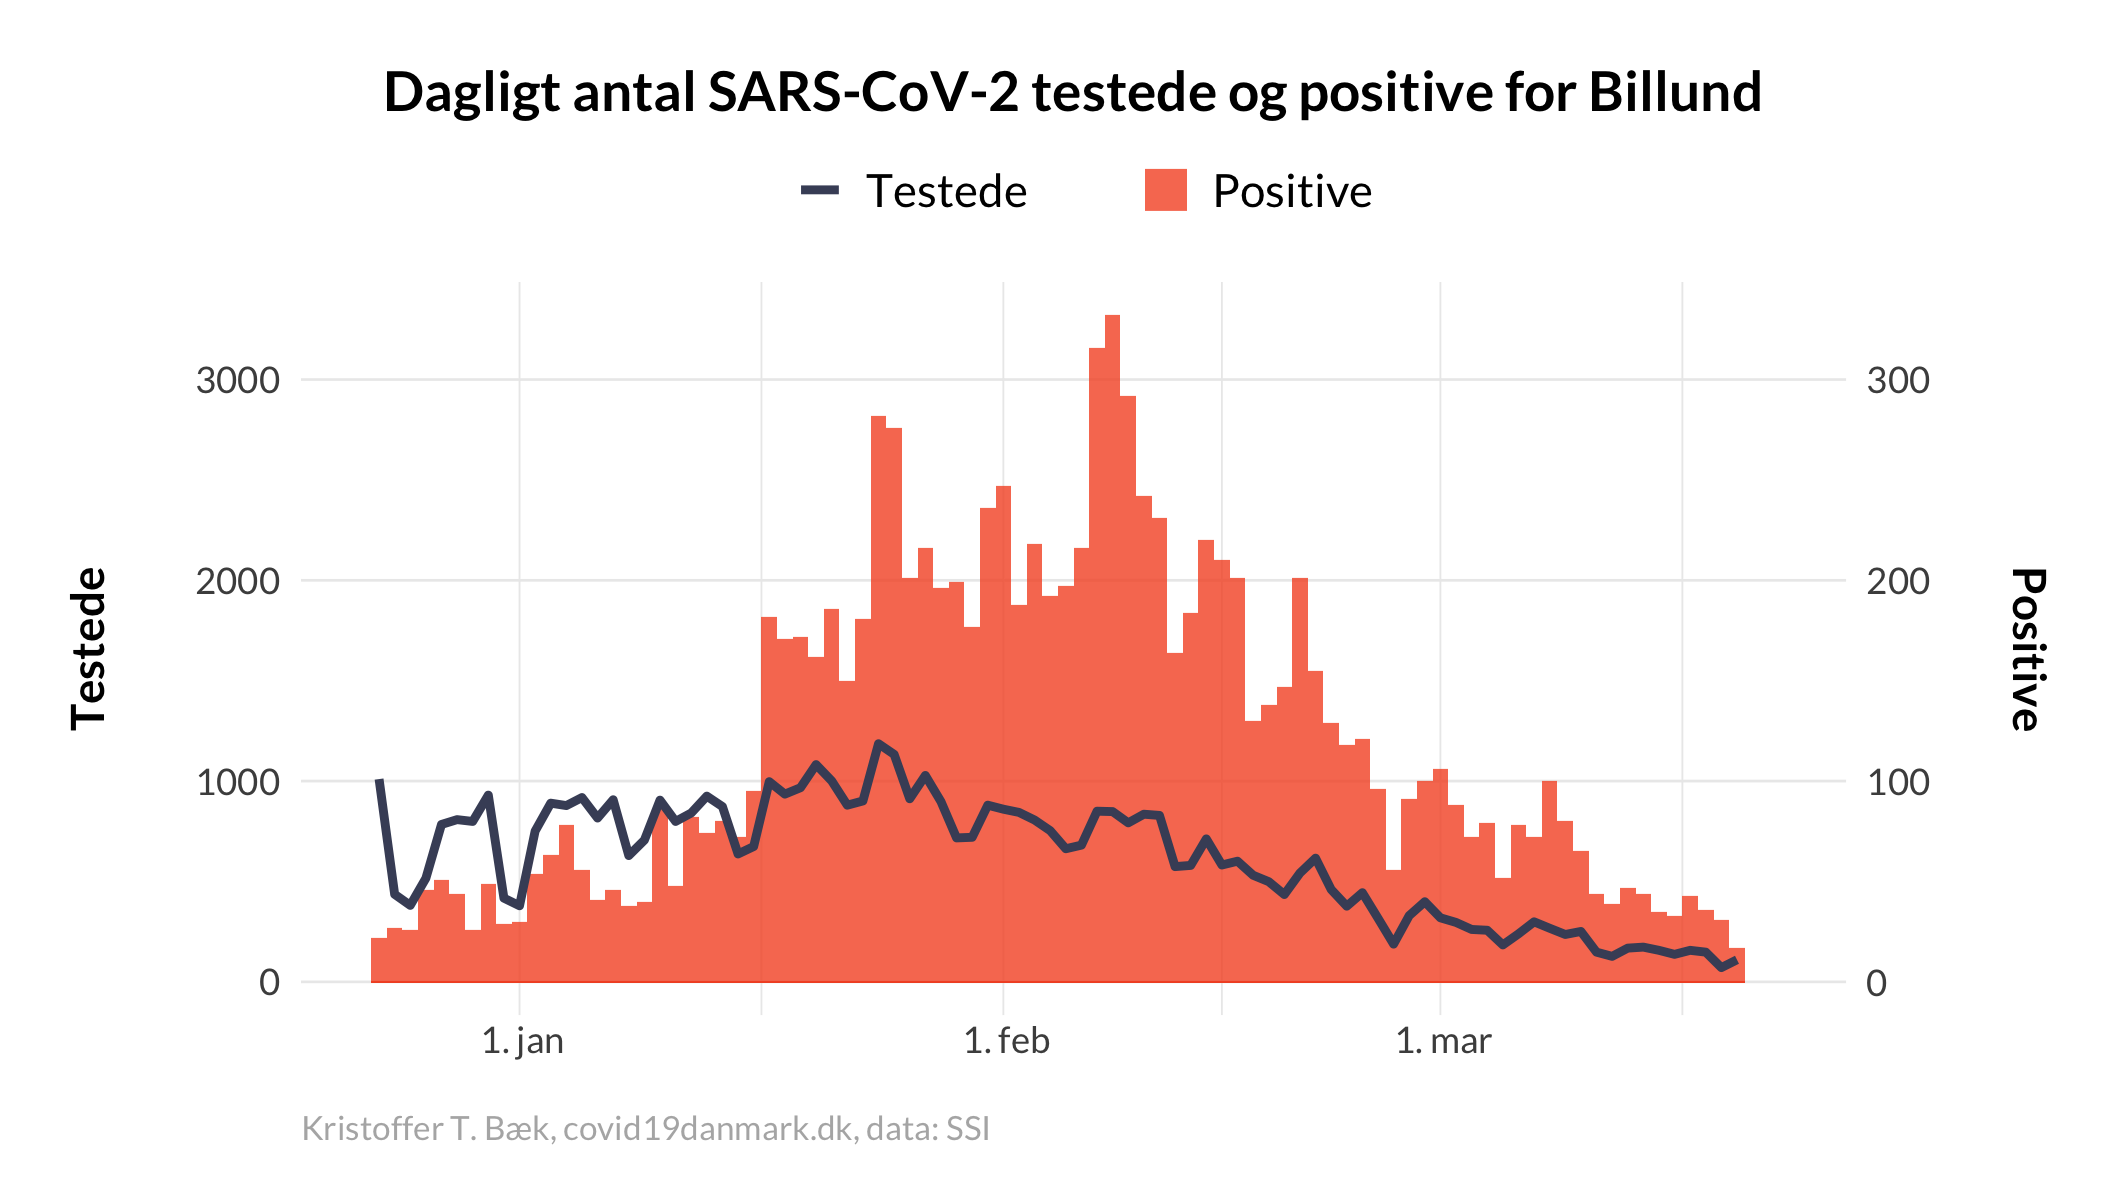 Dagligt antal SARS-CoV-2 testede og positive for Billund
Testede
Positive
3000
2000
1000
0
Testede
300
200
100
0
Positive
1. jan
1. feb
1. mar
Kristoffer T. Bæk, covid19danmark.dk, data: SSI